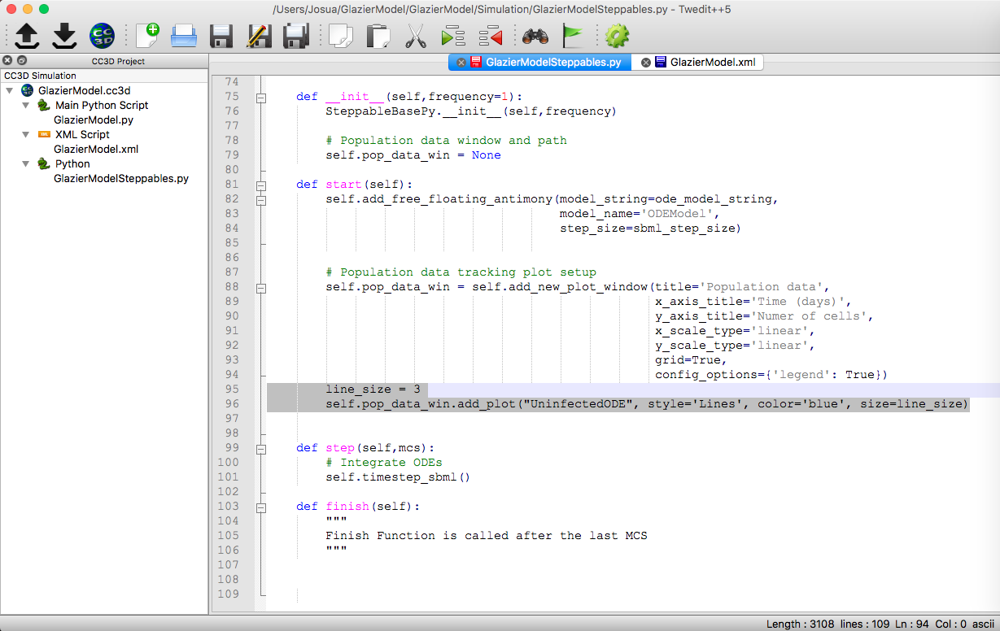 /Users/Josua/GlazierModel/GlazierModel/Simulation/GlazierModelSteppables.py - Twedit++5
CC3D
CC3D Project
GlazierModelSteppables.py
GlazierModel.xml
CC3D Simulation
GlazierModel.cc3d
Main Python Script
GlazierModel.py
XML Script
GlazierModel.xml
Python
GlazierModelSteppables.py
74
75 def __init__(self,frequency=1):
76 SteppableBasePy.__init__(self,frequency)
77
78 # Population data window and path
79 self.pop_data_win = None
80
81 def start(self):
82 self.add_free_floating_antimony(model_string=ode_model_string,
83 model_name='ODEModel',
84 step_size=sbml_step_size)
85
86
87 # Population data tracking plot setup
88 self.pop_data_win = self.add_new_plot_window(title='Population data',
89 x_axis_title='Time (days)',
90 y_axis_title='Numer of cells',
91 x_scale_type='linear',
92 y_scale_type='linear',
93 grid=True,
94 config_options={'legend': True})
95 line_size = 3
96 self.pop_data_win.add_plot("UninfectedODE", style='Lines', color='blue', size=line_size)
97
98
99 def step(self,mcs):
100 # Integrate ODEs
101 self.timestep_sbml()
102
103 def finish(self):
104 """
105 Finish Function is called after the last MCS
106 """
107
108
109
Length : 3108 lines : 109 Ln : 94 Col : 0 ascii